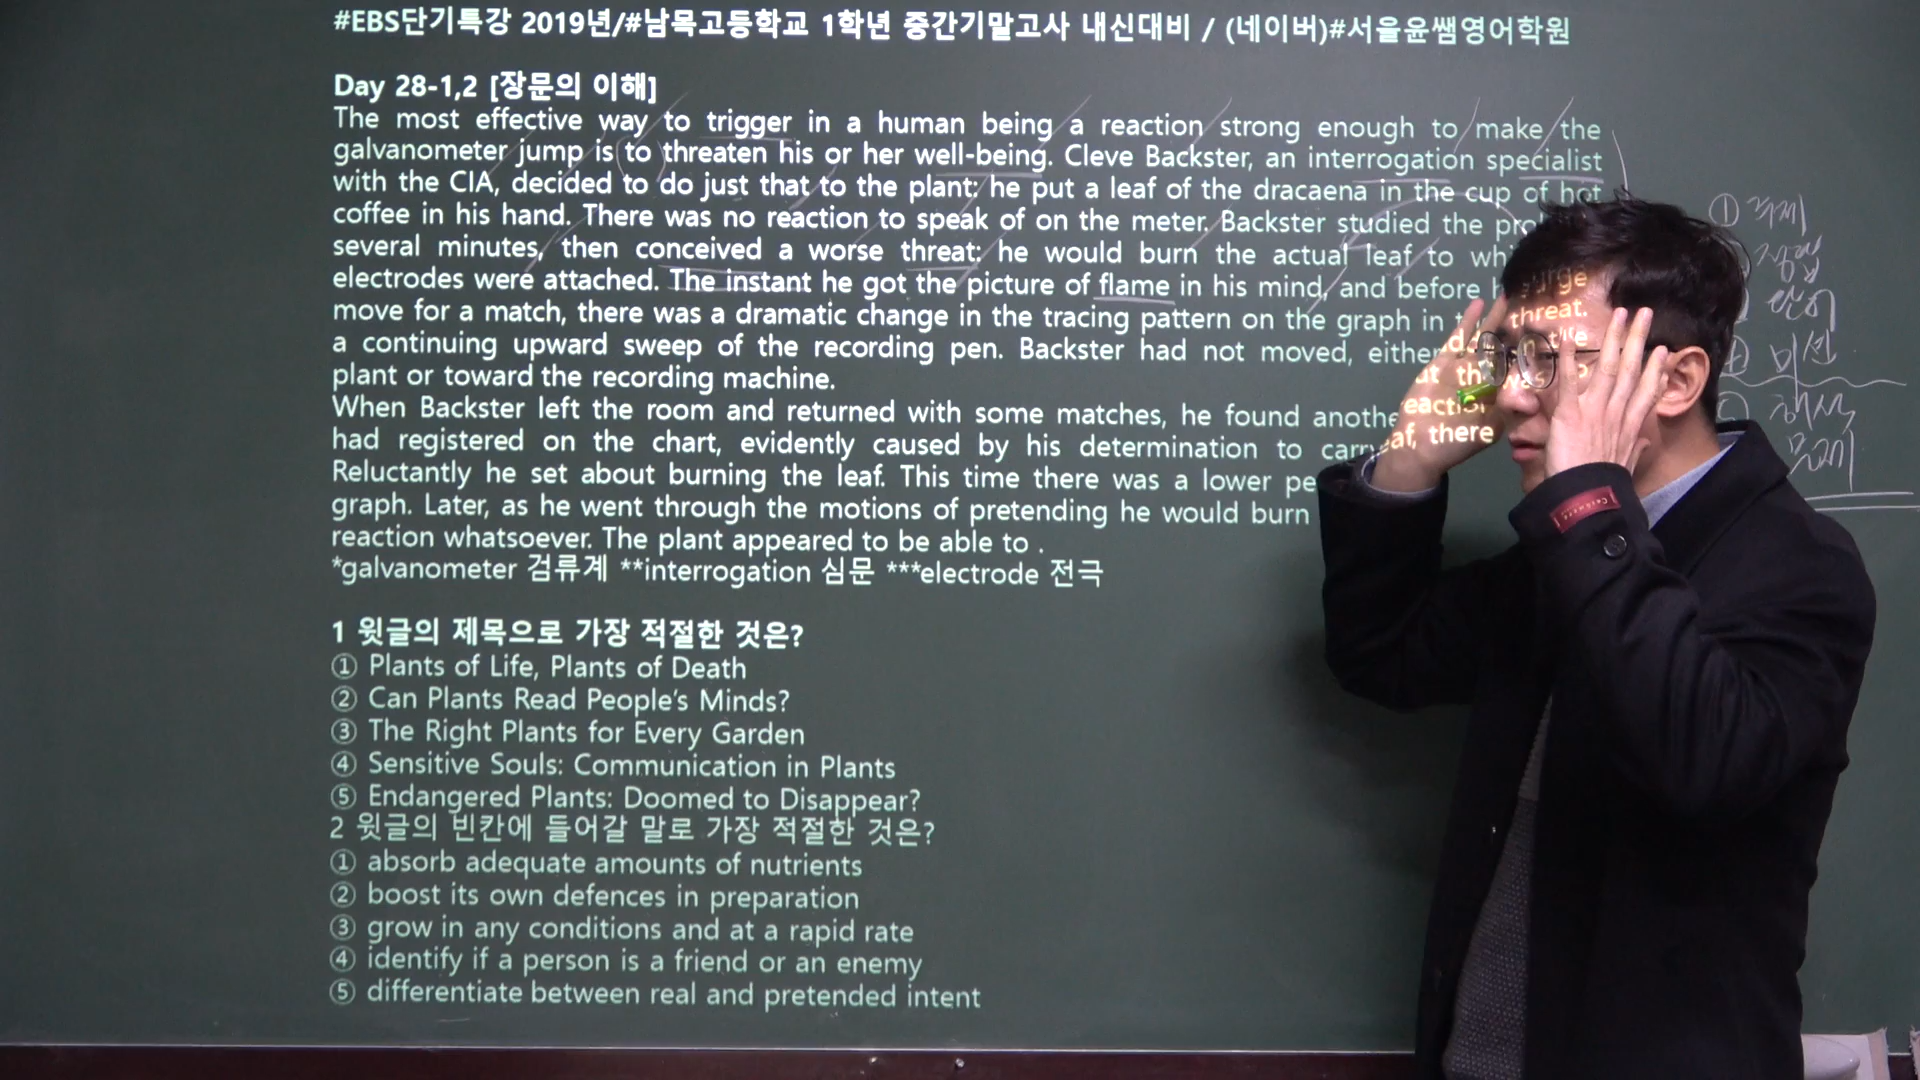 #EBS단기특강 2019년/#남목고등학교 1학년 중간기말고사 내신대비 / (네이버)#서울윤쌤영어학원
Day 28-1,2 [장문의 이해]
The most effective way to trigger in a human being a reaction strong enough to make the
galvanometer jump is to threaten his or her well-being. Cleve Backster, an interrogation specialist
with the CIA, decided to do just that to the plant: he put a leaf of the dracaena in the cup of hot
coffee in his hand. There was no reaction to speak of on the meter. Backster studied the
several minutes, then conceived a worse threat: he would burn the actual leaf to
electrodes were attached. The instant he got the picture of flame in his mind, and before
move for a match, there was a dramatic change in the tracing pattern on the graph in threat.
a continuing upward sweep of the recording pen. Backster had not moved, either
plant or toward the recording machine.
When Backster left the room and returned with some matches, he found
had registered on the chart, evidently caused by his determination to
Reluctantly he set about burning the leaf. This time there was a lower
graph. Later, as he went through the motions of pretending he would burn there
reaction whatsoever. The plant appeared to be able to .
*galvanometer 검류계 **interrogation 심문 ***electrode 전극
1 윗글의 제목으로 가장 적절한 것은?
① Plants of Life, Plants of Death
② Can Plants Read People's Minds?
③ The Right Plants for Every Garden
④ Sensitive Souls: Communication in Plants
⑤ Endangered Plants: Doomed to Disappear?
2 윗글의 빈칸에 들어갈 말로 가장 적절한 것은?
① absorb adequate amounts of nutrients
② boost its own defences in preparation
③ grow in any conditions and at a rapid rate
④ identify if a person is a friend or an enemy
⑤ differentiate between real and pretended intent